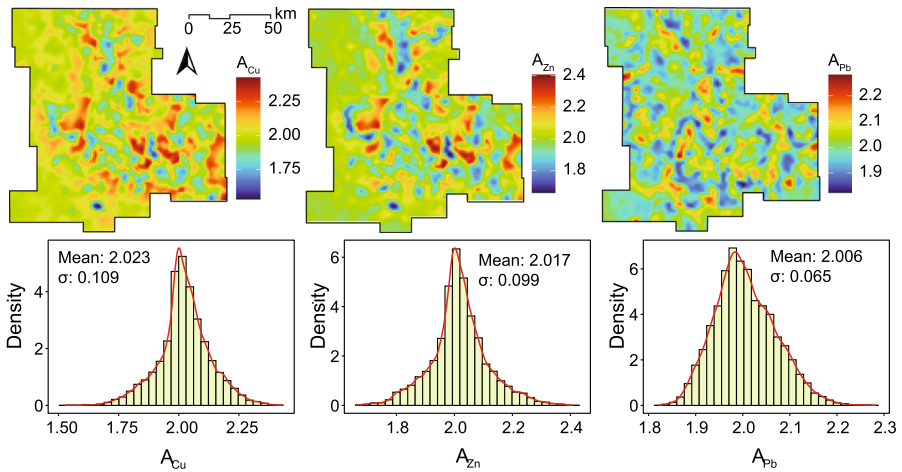 km
0 25 50
A_Cu
2.25
2.00
1.75
A_Zn
2.4
2.2
2.0
1.8
A_Pb
2.2
2.1
2.0
1.9
Mean: 2.023
σ: 0.109
Density
4
2
0
1.50 1.75 2.00 2.25
A_Cu
Mean: 2.017
σ: 0.099
Density
6
4
2
0
1.8 2.0 2.2 2.4
A_Zn
Mean: 2.006
σ: 0.065
Density
6
4
2
0
1.8 1.9 2.0 2.1 2.2 2.3
A_Pb